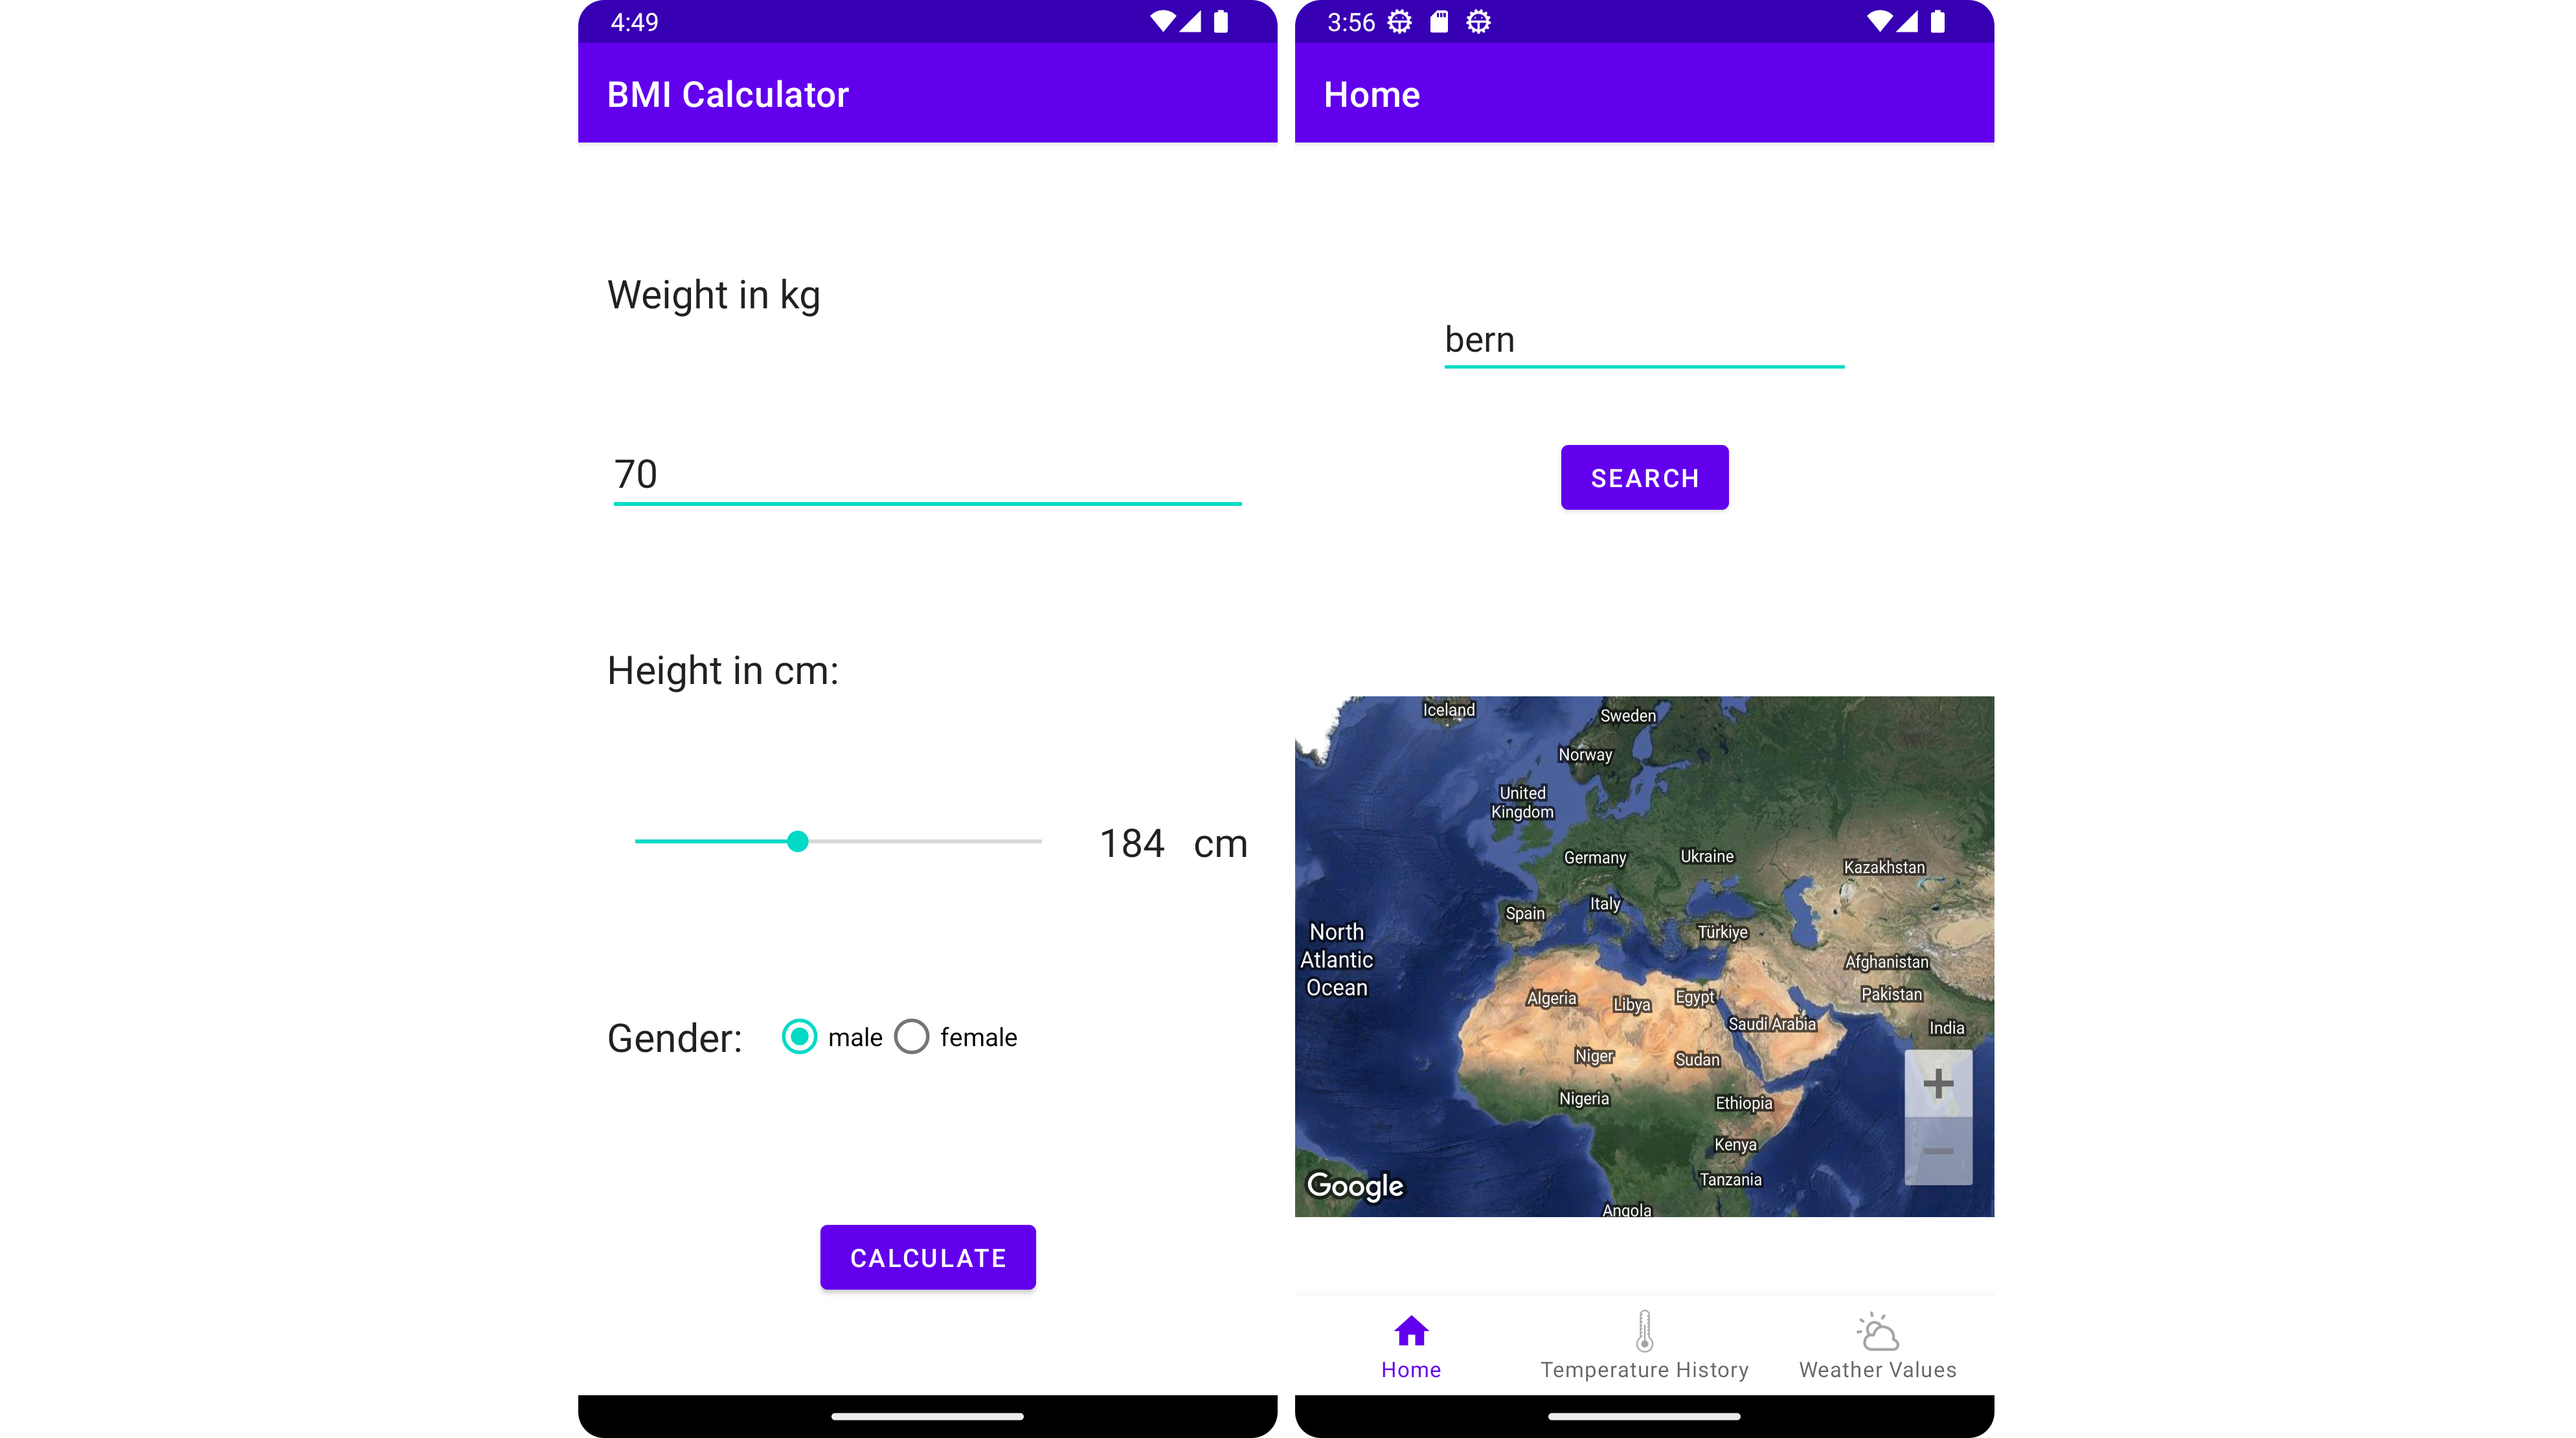 4:49
BMI Calculator
Weight in kg
70
Height in cm:
184 cm
Gender: male female
CALCULATE
3:56
Home
bern
SEARCH
Iceland
Sweden
Norway
United
Kingdom
Germany
Ukraine
Kazakhstan
Italy
Spain
Türkiye
North
Atlantic
Ocean
Afghanistan
Pakistan
Algeria
Libya
Egypt
Saudi Arabia
India
Niger
Sudan
Nigeria
Ethiopia
Kenya
Tanzania
Google
Angola
Home
Temperature History
Weather Values